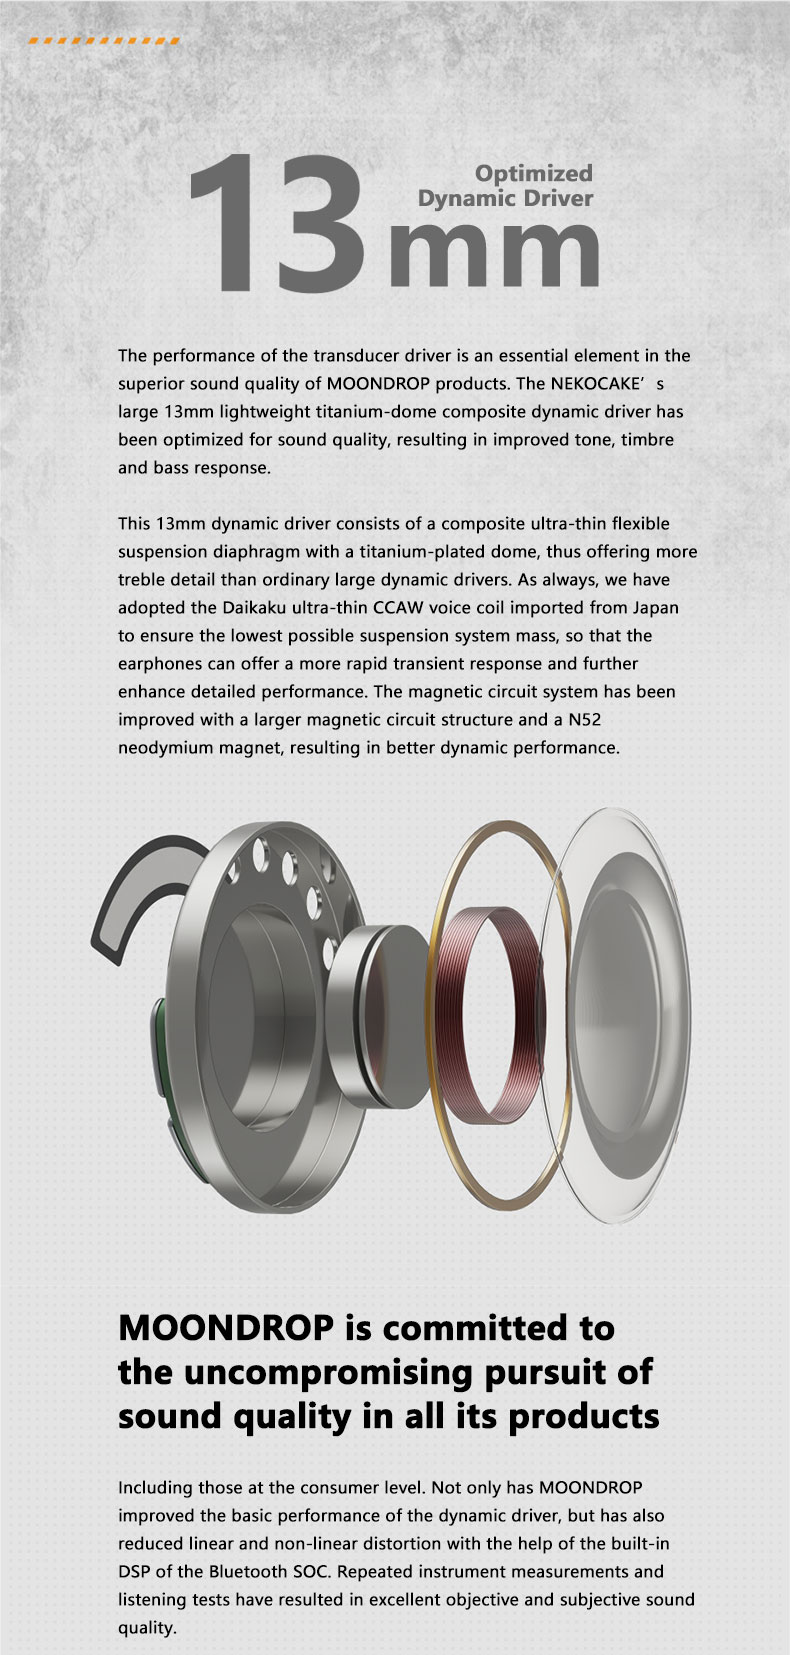 13
Optimized
Dynamic Driver
mm
The performance of the transducer driver is an essential element in the
superior sound quality of MOONDROP products. The NEKOCAKE’s
large 13mm lightweight titanium-dome composite dynamic driver has
been optimized for sound quality, resulting in improved tone, timbre
and bass response.
This 13mm dynamic driver consists of a composite ultra-thin flexible
suspension diaphragm with a titanium-plated dome, thus offering more
treble detail than ordinary large dynamic drivers. As always, we have
adopted the Daikaku ultra-thin CCAW voice coil imported from Japan
to ensure the lowest possible suspension system mass, so that the
earphones can offer a more rapid transient response and further
enhance detailed performance. The magnetic circuit system has been
improved with a larger magnetic circuit structure and a N52
neodymium magnet, resulting in better dynamic performance.
MOONDROP is committed to
the uncompromising pursuit of
sound quality in all its products
Including those at the consumer level. Not only has MOONDROP
improved the basic performance of the dynamic driver, but has also
reduced linear and non-linear distortion with the help of the built-in
DSP of the Bluetooth SOC. Repeated instrument measurements and
listening tests have resulted in excellent objective and subjective sound
quality.